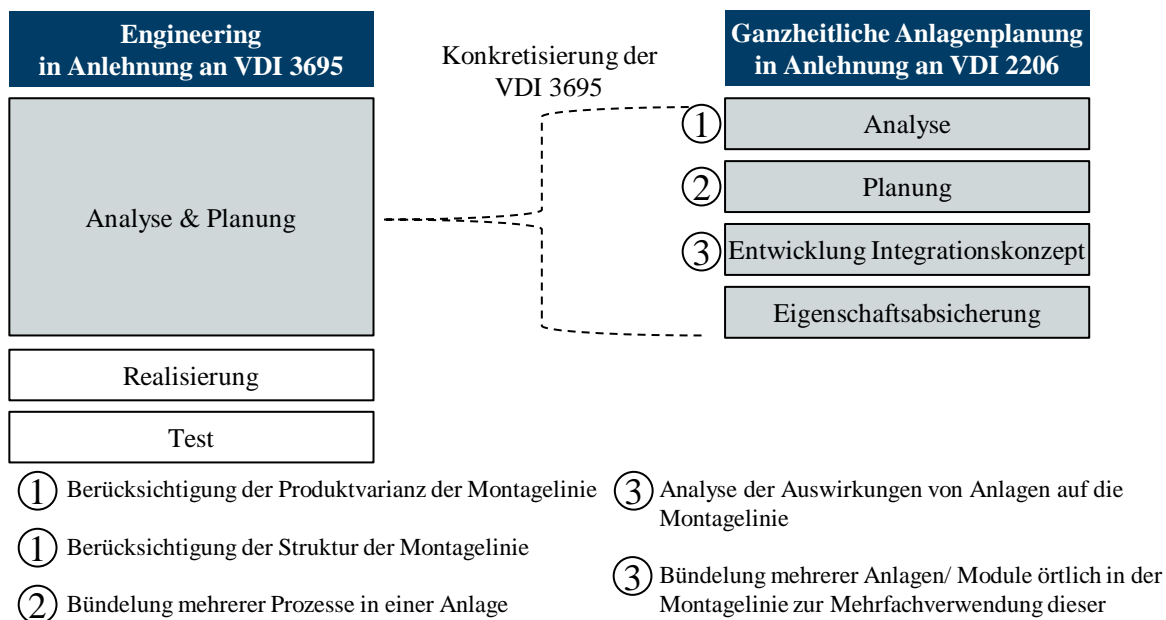 Engineering
in Anlehnung an VDI 3695
Konkretisierung der
VDI 3695
Ganzheitliche Anlagenplanung
in Anlehnung an VDI 2206
Analyse & Planung
Realisierung
Test
1 Analyse
2 Planung
3 Entwicklung Integrationskonzept
Eigenschaftsabsicherung
1 Berücksichtigung der Produktvarianz der Montagelinie
1 Berücksichtigung der Struktur der Montagelinie
2 Bündelung mehrerer Prozesse in einer Anlage
3 Analyse der Auswirkungen von Anlagen auf die
Montagelinie
3 Bündelung mehrerer Anlagen/ Module örtlich in der
Montagelinie zur Mehrfachverwendung dieser